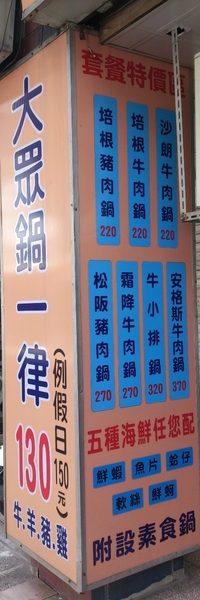 大眾鍋一律
130
(例假日150元)
牛.羊.豬.雞
套餐特價區
培根豬肉鍋
220
培根牛肉鍋
220
沙朗牛肉鍋
220
松阪豬肉鍋
270
霜降牛肉鍋
270
牛小排鍋
320
安格斯牛肉鍋
370
五種海鮮任您配
鮮蝦 魚片 蛤仔
軟絲 鮮蚵
附設素食鍋